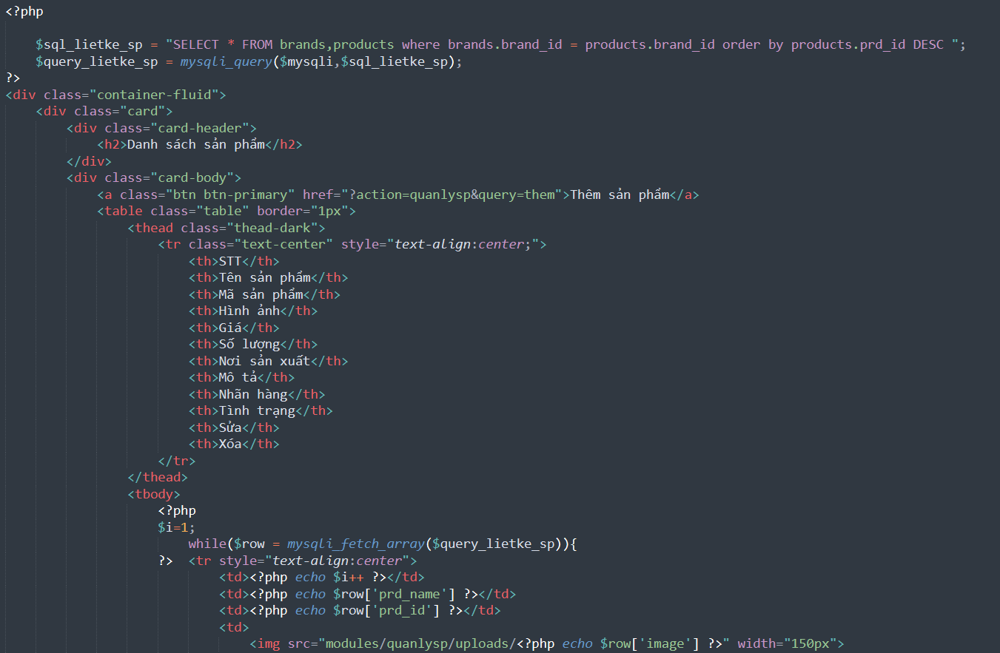 <?php
$sql_lietke_sp = "SELECT * FROM brands,products where brands.brand_id = products.brand_id order by products.prd_id DESC ";
$query_lietke_sp = mysqli_query($mysqli,$sql_lietke_sp);
?>
<div class="container-fluid">
<div class="card">
<div class="card-header">
<h2>Danh sách sản phẩm</h2>
</div>
<div class="card-body">
<a class="btn btn-primary" href="?action=quanlysp&query=them">Thêm sản phẩm</a>
<table class="table" border="1px">
<thead class="thead-dark">
<tr class="text-center" style="text-align:center;">
<th>STT</th>
<th>Tên sản phẩm</th>
<th>Mã sản phẩm</th>
<th>Hình ảnh</th>
<th>Giá</th>
<th>Số lượng</th>
<th>Nơi sản xuất</th>
<th>Mô tả</th>
<th>Nhãn hàng</th>
<th>Tình trạng</th>
<th>Sửa</th>
<th>Xóa</th>
</tr>
</thead>
<tbody>
<?php
$i=1;
while($row = mysqli_fetch_array($query_lietke_sp)){
?> <tr style="text-align:center">
<td><?php echo $i++ ?></td>
<td><?php echo $row['prd_name'] ?></td>
<td><?php echo $row['prd_id'] ?></td>
<td>
<img src="modules/quanlysp/uploads/<?php echo $row['image'] ?>" width="150px">